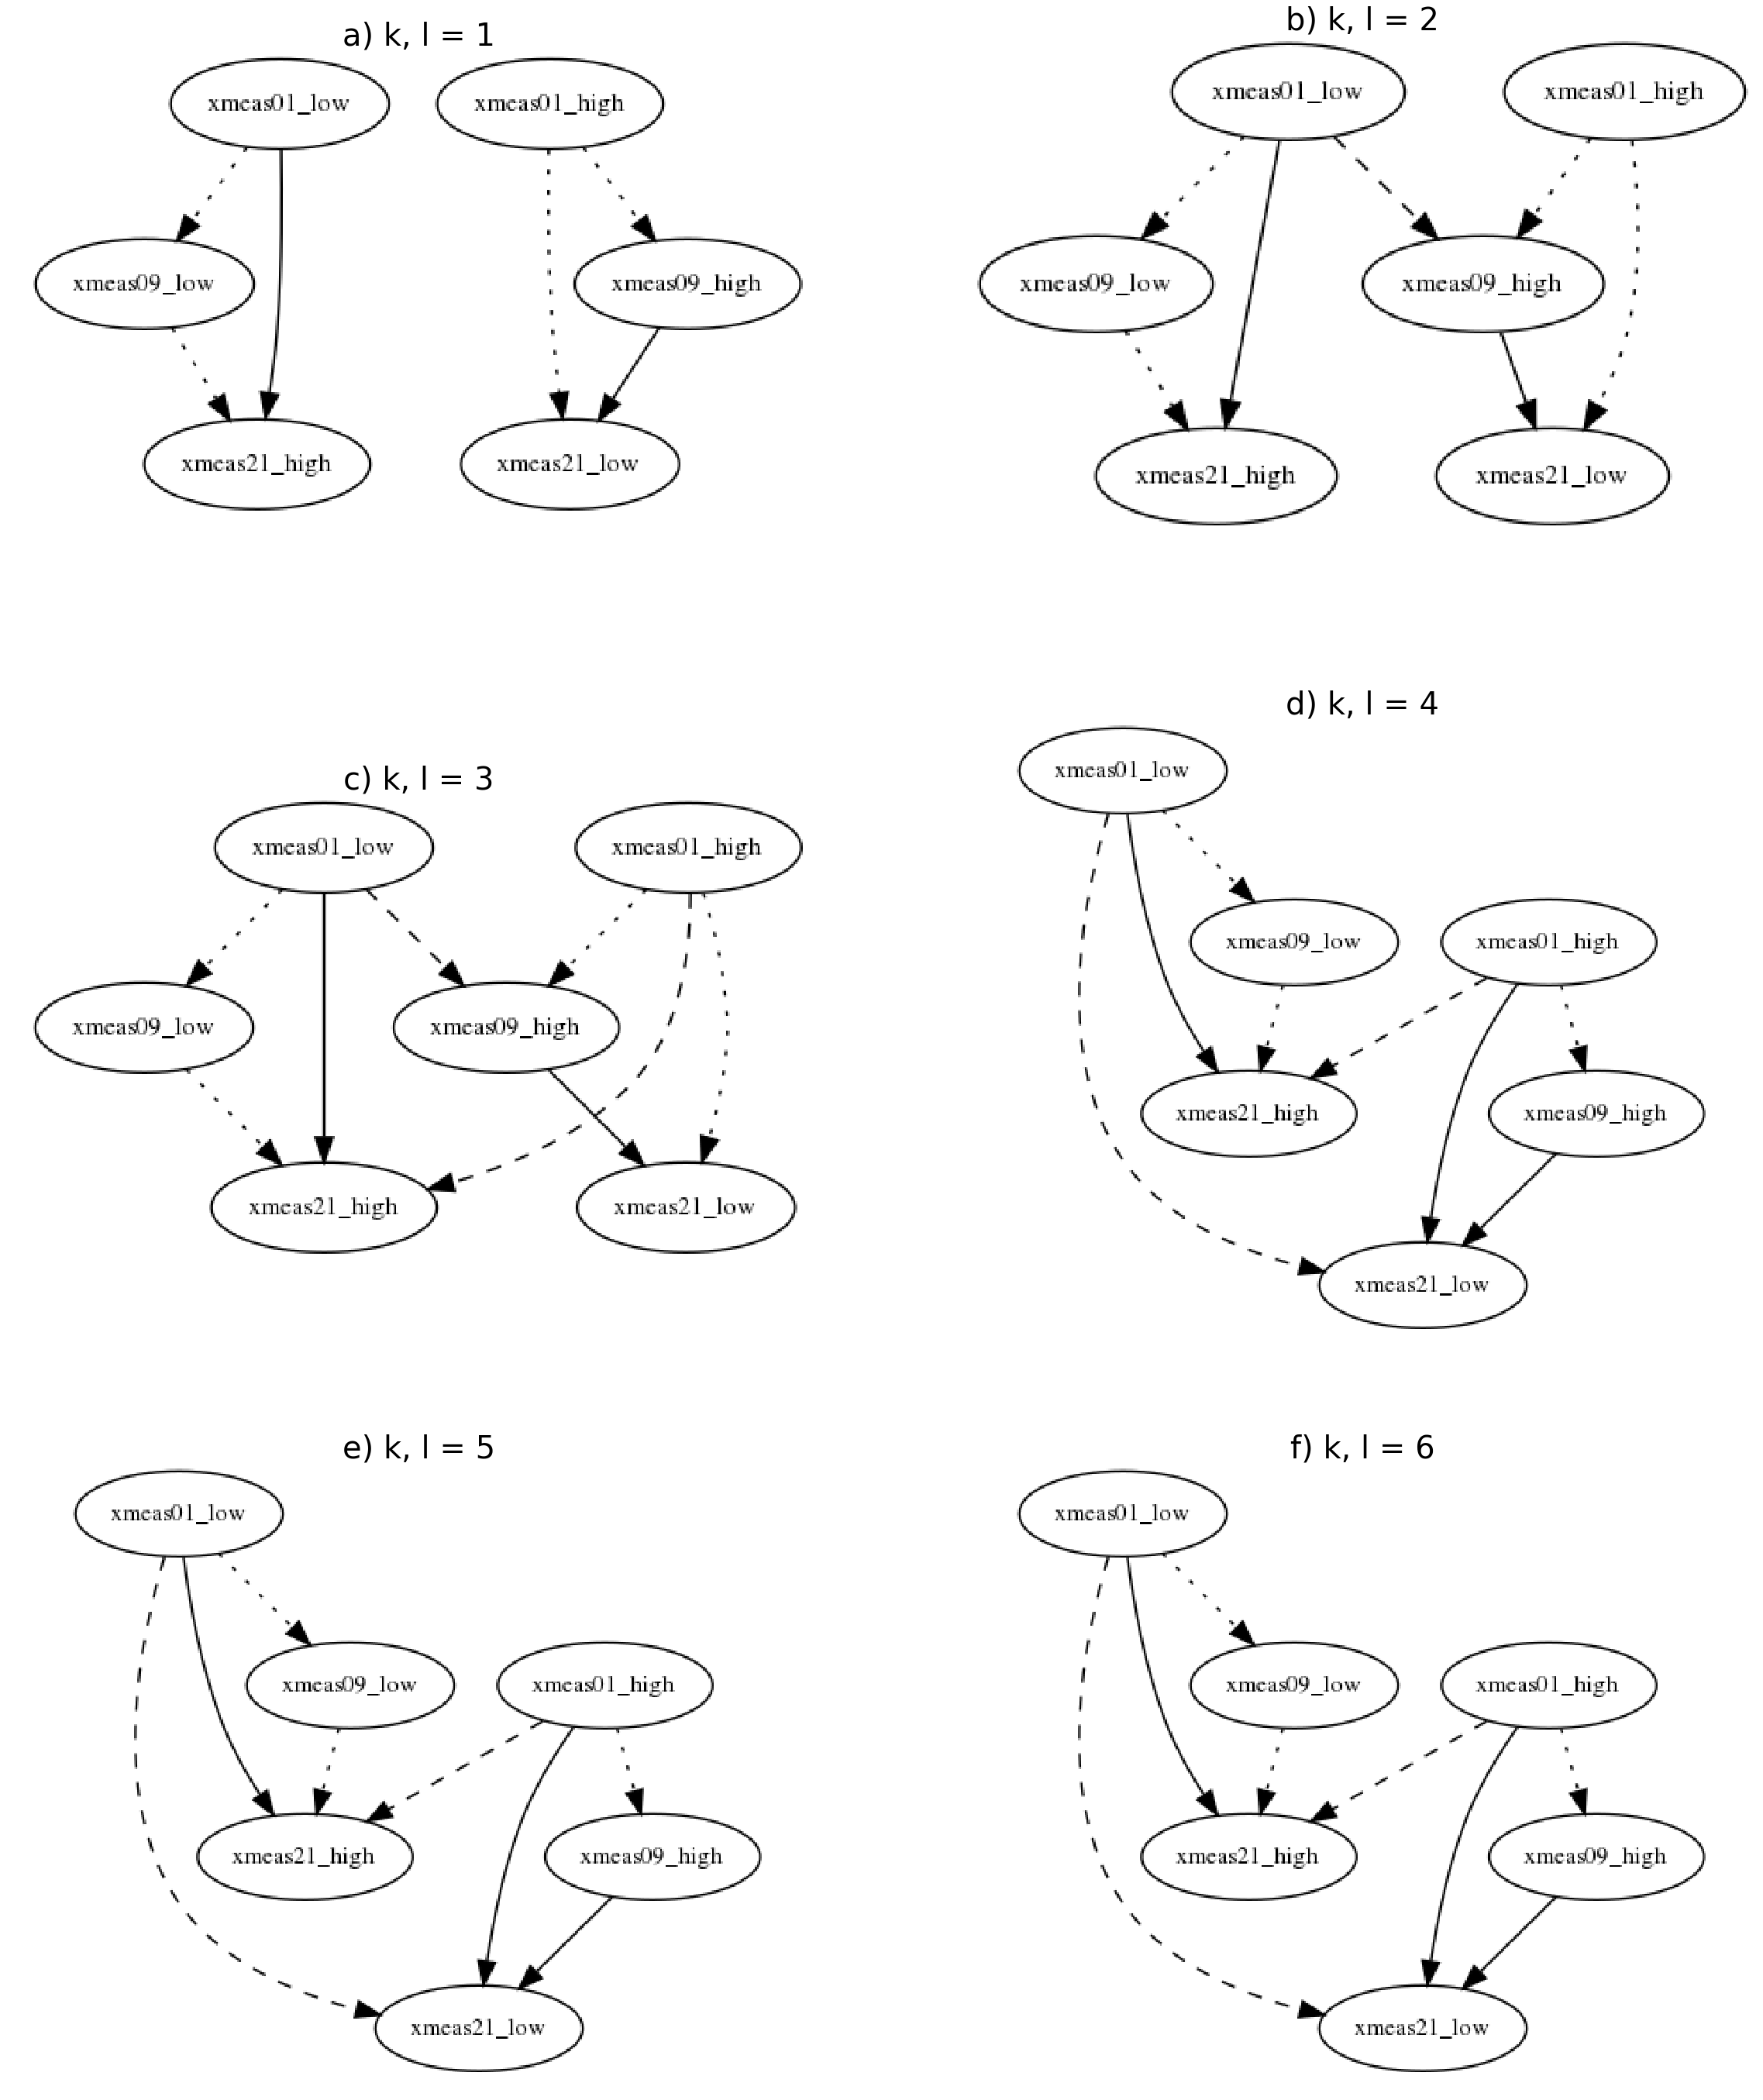 a) k, l = 1
xmeas01_low
xmeas01_high
xmeas09_low
xmeas09_high
xmeas21_high
xmeas21_low
b) k, l = 2
xmeas01_low
xmeas01_high
xmeas09_low
xmeas09_high
xmeas21_high
xmeas21_low
c) k, l = 3
xmeas01_low
xmeas01_high
xmeas09_low
xmeas09_high
xmeas21_high
xmeas21_low
d) k, l = 4
xmeas01_low
xmeas09_low
xmeas01_high
xmeas21_high
xmeas09_high
xmeas21_low
e) k, l = 5
xmeas01_low
xmeas09_low
xmeas01_high
xmeas21_high
xmeas09_high
xmeas21_low
f) k, l = 6
xmeas01_low
xmeas09_low
xmeas01_high
xmeas21_high
xmeas09_high
xmeas21_low